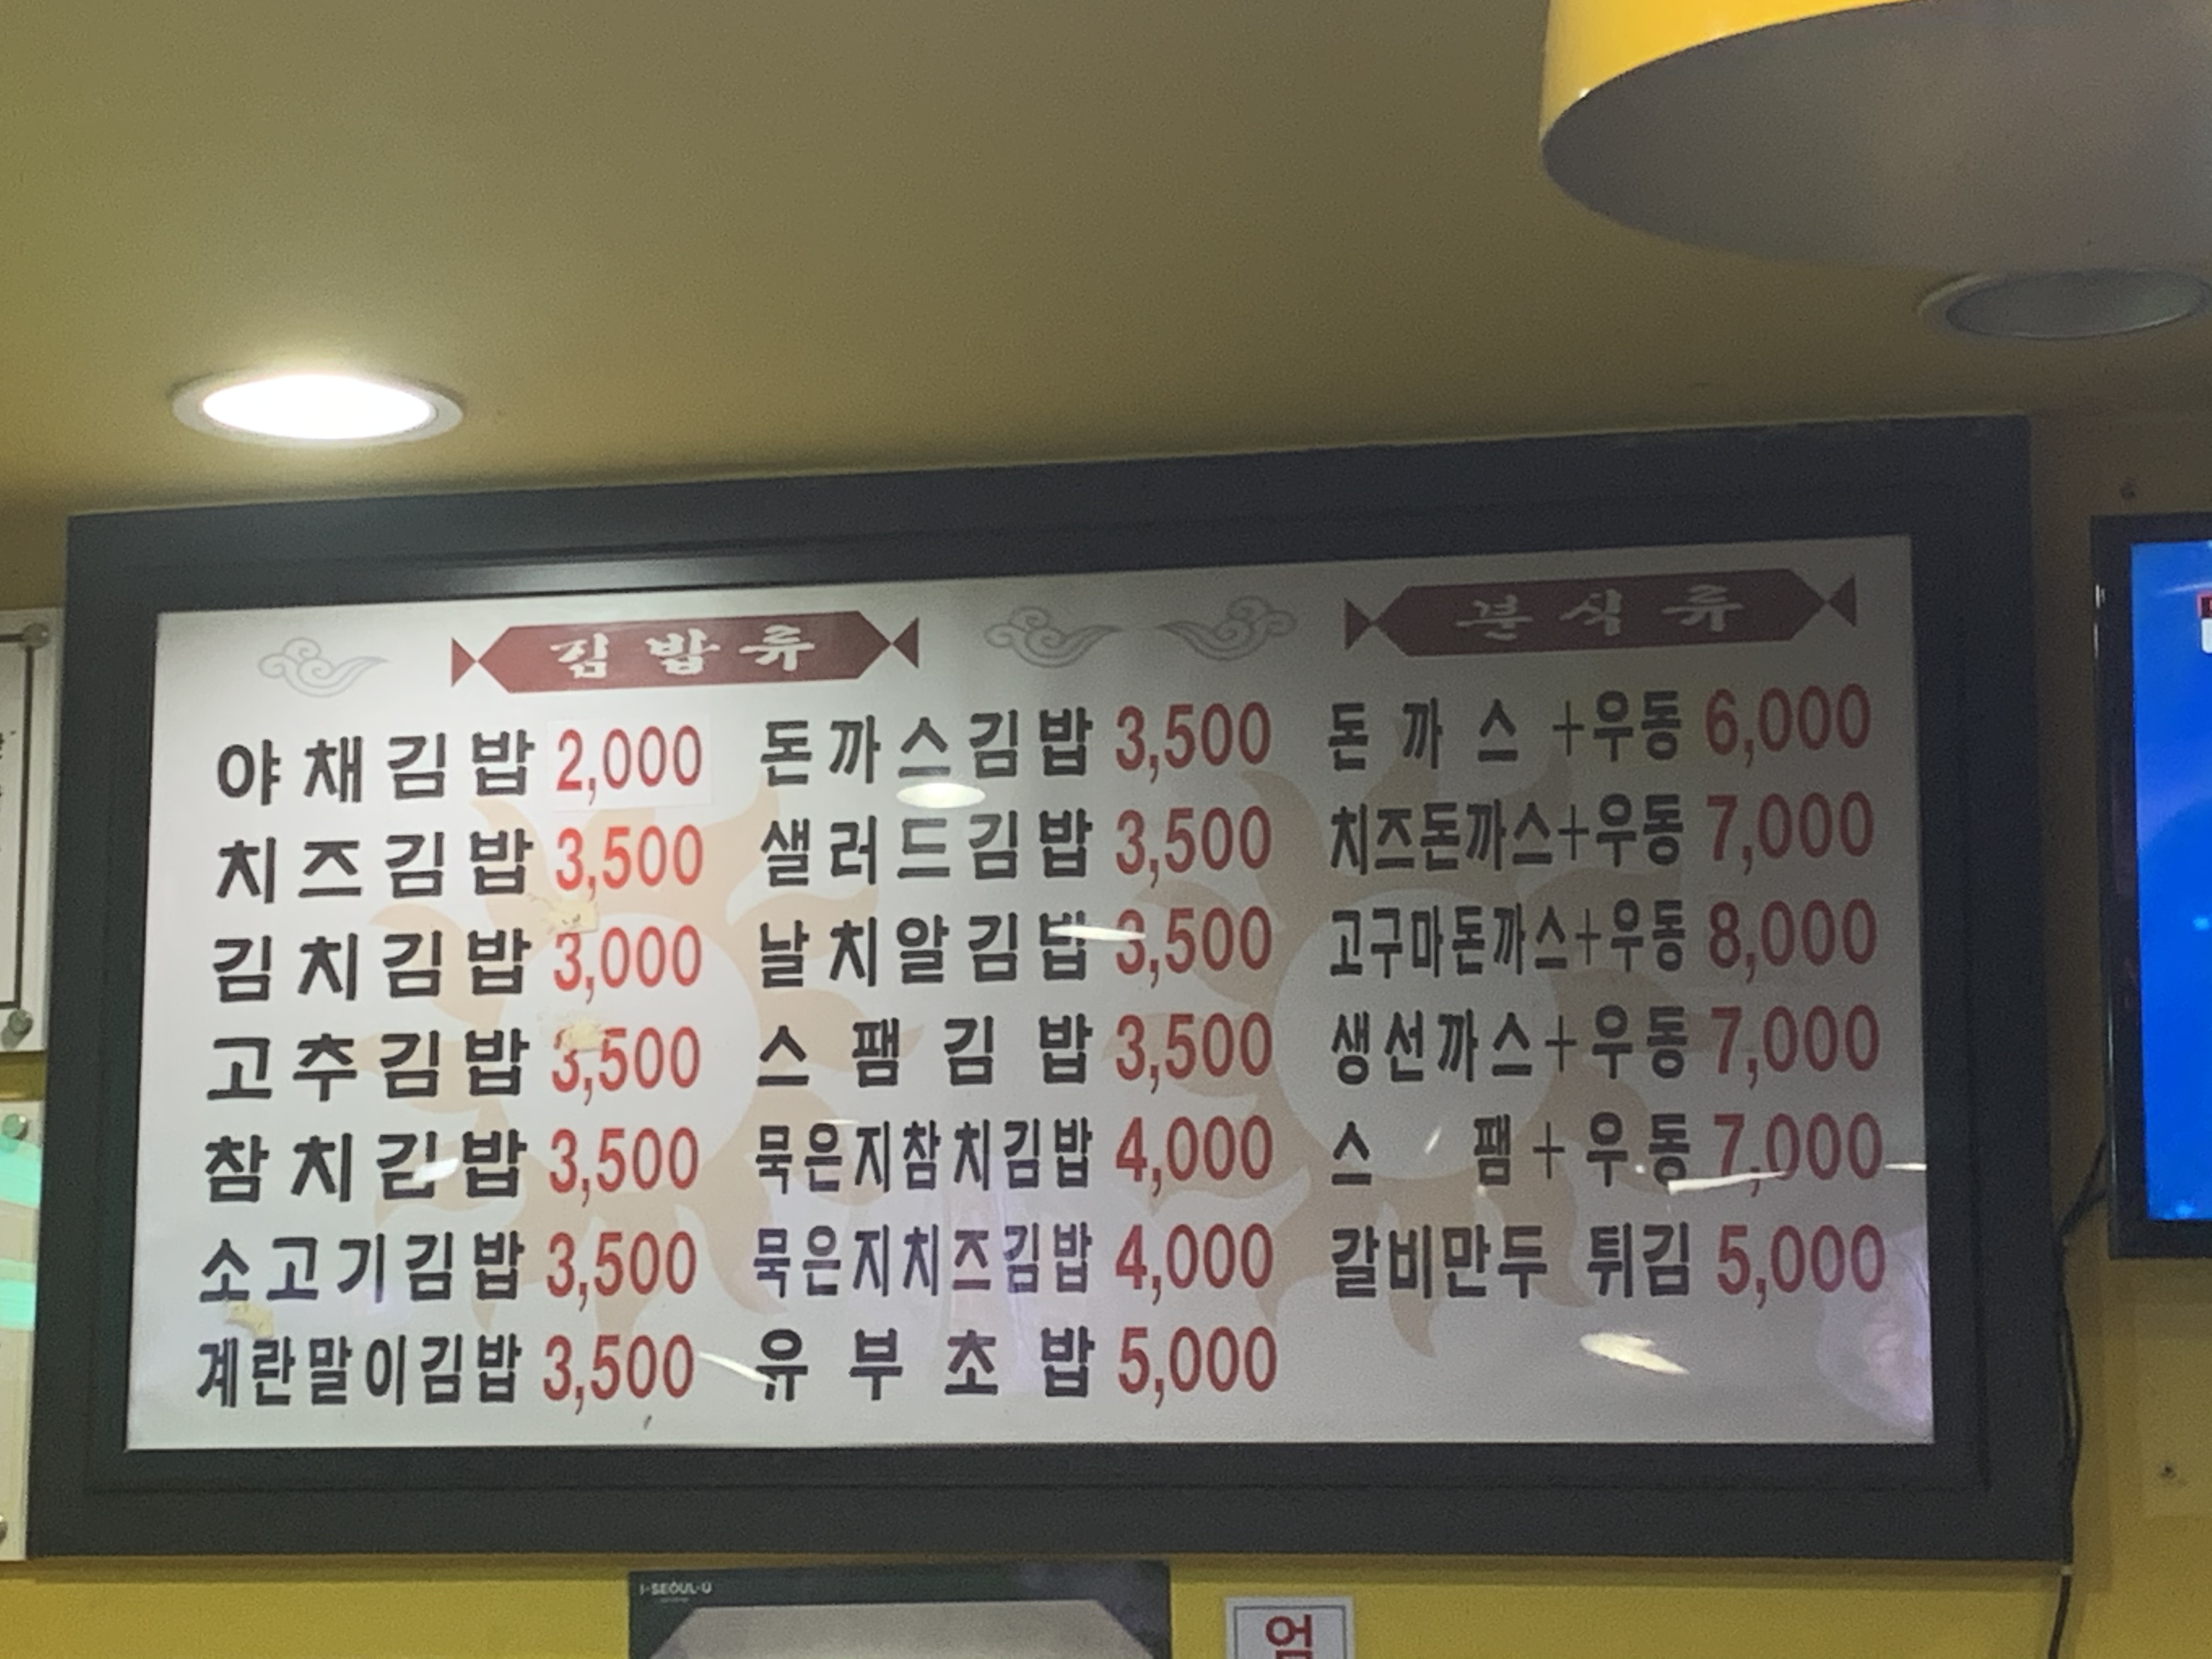 김밥류
야채김밥 2,000
치즈김밥 3,500
김치김밥 3,000
고추김밥 3,500
참치김밥 3,500
소고기김밥 3,500
계란말이김밥 3,500
돈까스김밥 3,500
샐러드김밥 3,500
날치알김밥 3,500
스팸김밥 3,500
묵은지참치김밥 4,000
묵은지치즈김밥 4,000
유부초밥 5,000
분식류
돈까스+우동 6,000
치즈돈까스+우동 7,000
고구마돈까스+우동 8,000
생선까스+우동 7,000
스팸+우동 7,000
갈비만두 튀김 5,000
I·SEOUL·U
엄